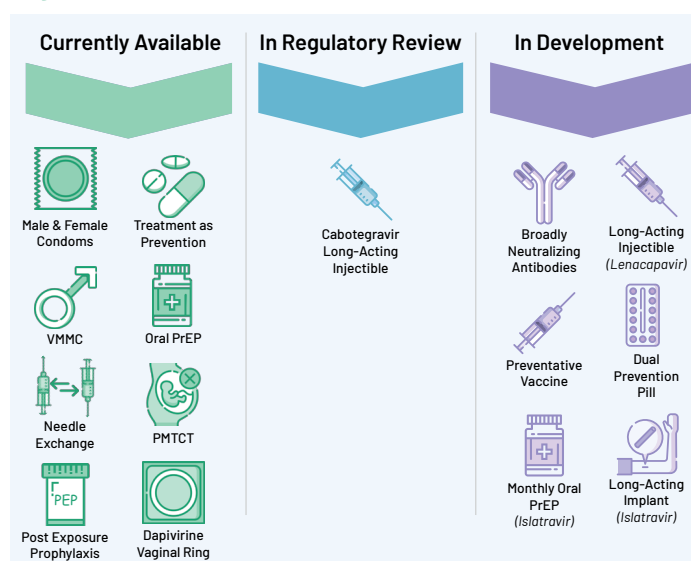 Currently Available
In Regulatory Review
In Development
Male & Female
Condoms
Treatment as
Prevention
VMMC
Oral PrEP
Needle
Exchange
PMTCT
PEP
Post Exposure
Prophylaxis
Dapivirine
Vaginal Ring
Cabotegravir
Long-Acting
Injectible
Broadly
Neutralizing
Antibodies
Long-Acting
Injectible
(Lenacapavir)
Preventative
Vaccine
Dual
Prevention
Pill
Monthly Oral
PrEP
(Islatravir)
Long-Acting
Implant
(Islatravir)